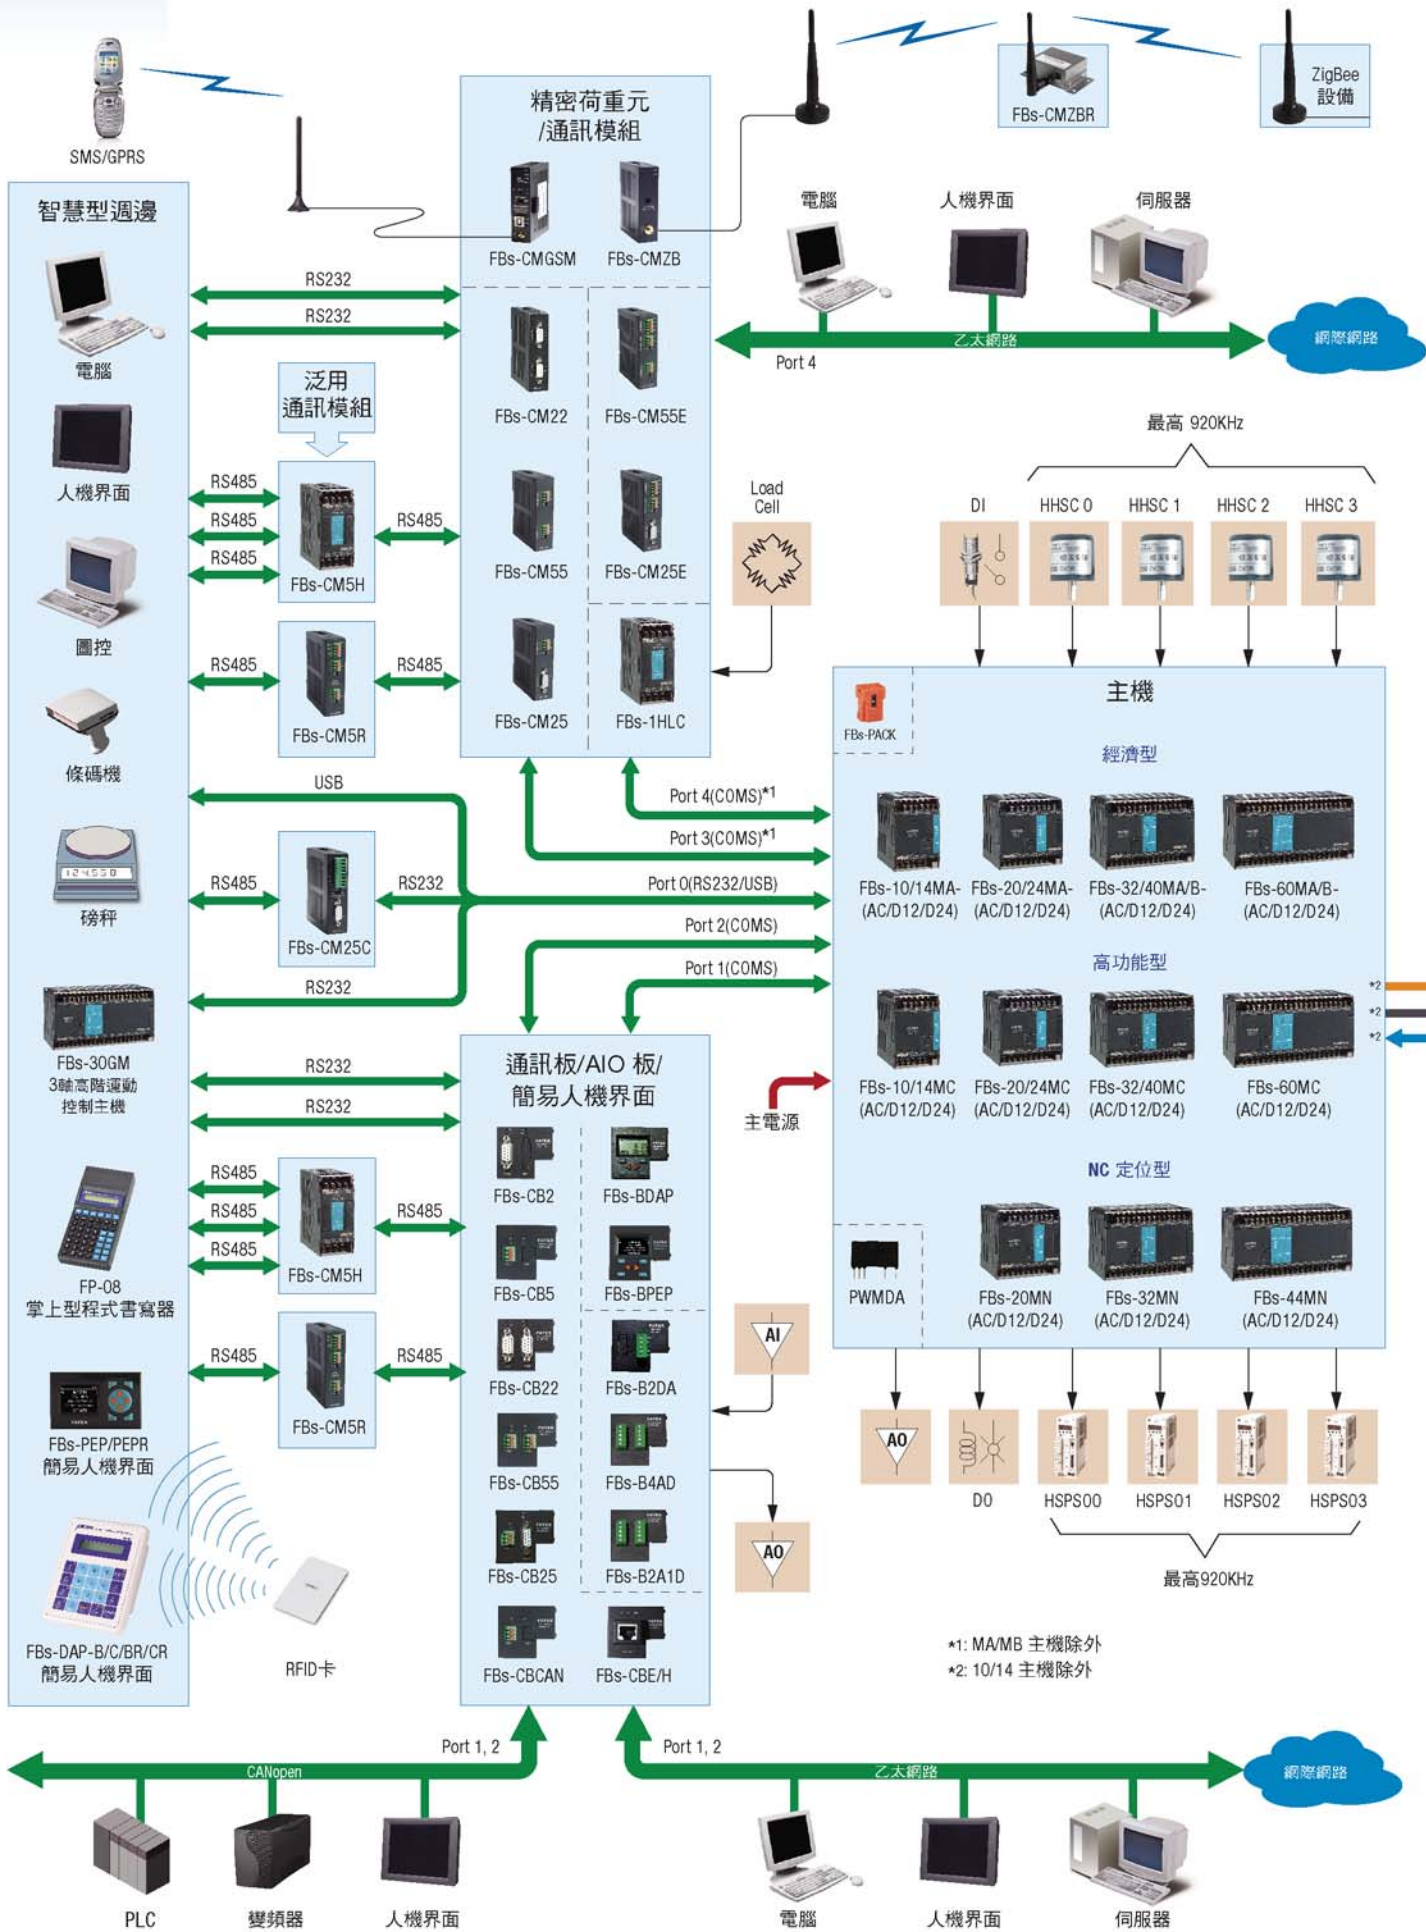 SMS/GPRS
精密荷重元
/通訊模組
FBs-CMGSM
FBs-CMZB
FBs-CMZBR
ZigBee
設備
智慧型週邊
電腦
人機界面
圖控
條碼機
124.550
磅秤
FBs-30GM
3軸高階運動
控制主機
FP-08
掌上型程式書寫器
FBs-PEP/PEPR
簡易人機界面
FBs-DAP-B/C/BR/CR
簡易人機界面
RFID卡
RS232
RS232
泛用
通訊模組
RS485
RS485
RS485
FBs-CM5H
RS485
RS485
FBs-CM5R
RS485
USB
RS485
FBs-CM25C
RS232
RS232
RS232
RS232
RS485
RS485
RS485
FBs-CM5H
RS485
RS485
FBs-CM5R
RS485
FBs-CM22
FBs-CM55E
FBs-CM55
FBs-CM25E
FBs-CM25
FBs-1HLC
電腦
人機界面
伺服器
乙太網路
Port 4
網際網路
Load
Cell
Port 4(COMS)*1
Port 3(COMS)*1
Port 0(RS232/USB)
Port 2(COMS)
Port 1(COMS)
通訊板/AIO 板/
簡易人機界面
FBs-CB2
FBs-BDAP
FBs-CB5
FBs-BPEP
FBs-CB22
FBs-B2DA
FBs-CB55
FBs-B4AD
FBs-CB25
FBs-B2A1D
FBs-CBCAN
FBs-CBE/H
AI
AO
最高 920KHz
DI
HHSC 0
HHSC 1
HHSC 2
HHSC 3
主機
FBs-PACK
經濟型
FBs-10/14MA-
(AC/D12/D24)
FBs-20/24MA-
(AC/D12/D24)
FBs-32/40MA/B-
(AC/D12/D24)
FBs-60MA/B-
(AC/D12/D24)
高功能型
*2
*2
*2
FBs-10/14MC
(AC/D12/D24)
FBs-20/24MC
(AC/D12/D24)
FBs-32/40MC
(AC/D12/D24)
FBs-60MC
(AC/D12/D24)
主電源
NC 定位型
PWMDA
FBs-20MN
(AC/D12/D24)
FBs-32MN
(AC/D12/D24)
FBs-44MN
(AC/D12/D24)
AO
DO
HSPSO0
HSPSO1
HSPSO2
HSPSO3
最高920KHz
*1: MA/MB 主機除外
*2: 10/14 主機除外
Port 1, 2
CANopen
PLC
變頻器
人機界面
Port 1, 2
乙太網路
網際網路
電腦
人機界面
伺服器